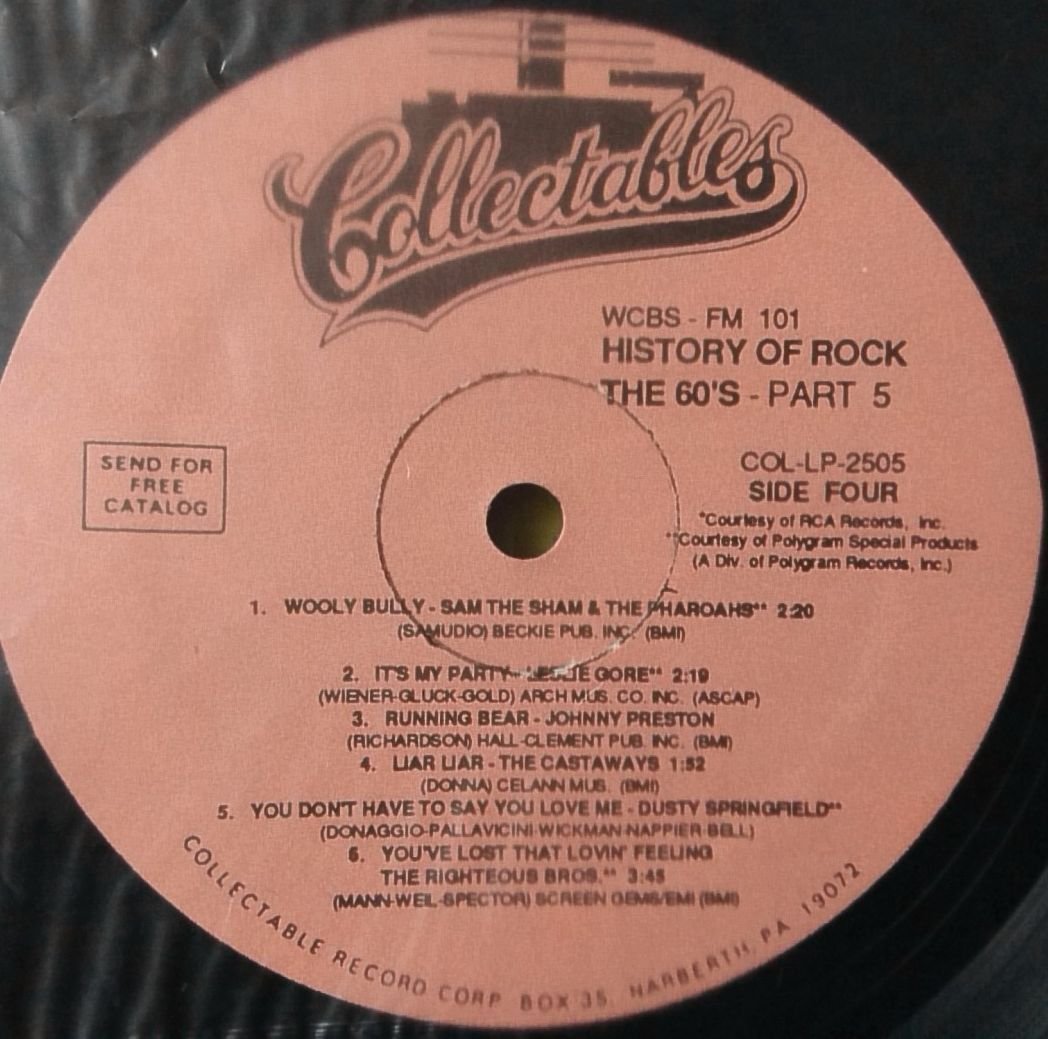 Collectables
WCBS - FM 101
HISTORY OF ROCK
THE 60'S - PART 5
SEND FOR
FREE
CATALOG
COL-LP-2505
SIDE FOUR
*Courtesy of RCA Records, Inc.
**Courtesy of Polygram Special Products
(A Div. of Polygram Records, Inc.)
1. WOOLY BULLY - SAM THE SHAM & THE PHAROAHS** 2:20
(SAMUDIO) BECKIE PUB. INC. (BMI)
2. IT'S MY PARTY - GORE** 2:19
(WIENER-GLUCK-GOLD) ARCH MUS. CO. INC. (ASCAP)
3. RUNNING BEAR - JOHNNY PRESTON
(RICHARDSON) HALL-CLEMENT PUB. INC. (BMI)
4. LIAR LIAR - THE CASTAWAYS 1:52
(DONNA) CELANN MUS. (BMI)
5. YOU DON'T HAVE TO SAY YOU LOVE ME - DUSTY SPRINGFIELD**
(DONAGGIO-PALLAVICINI-WICKMAN-NAPPIER-BELL)
6. YOU'VE LOST THAT LOVIN' FEELING
THE RIGHTEOUS BROS.** 3:45
(MANN-WEIL-SPECTOR) SCREEN GEMS/EMI (BMI)
COLLECTABLE RECORD CORP BOX 35, NARBERTH, PA 19072